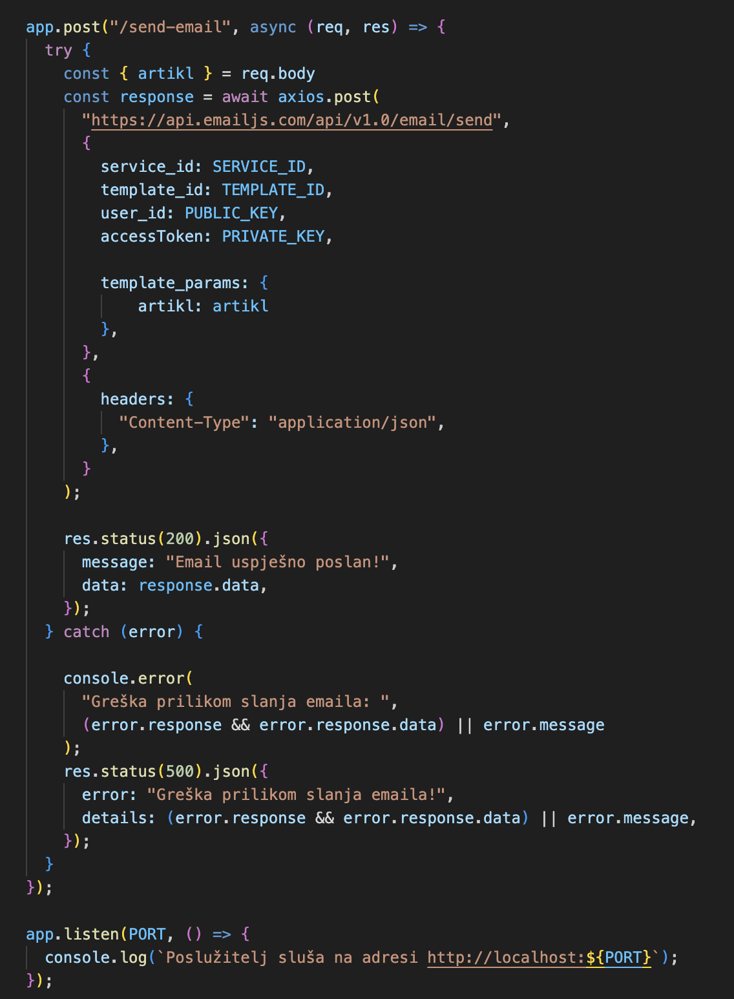 app.post("/send-email", async (req, res) => {
  try {
    const { artikl } = req.body
    const response = await axios.post(
      "https://api.emailjs.com/api/v1.0/email/send",
      {
        service_id: SERVICE_ID,
        template_id: TEMPLATE_ID,
        user_id: PUBLIC_KEY,
        accessToken: PRIVATE_KEY,

        template_params: {
            artikl: artikl
        },
      },
      {
        headers: {
          "Content-Type": "application/json",
        },
      }
    );

    res.status(200).json({
      message: "Email uspješno poslan!",
      data: response.data,
    });
  } catch (error) {

    console.error(
      "Greška prilikom slanja emaila: ",
      (error.response && error.response.data) || error.message
    );
    res.status(500).json({
      error: "Greška prilikom slanja emaila!",
      details: (error.response && error.response.data) || error.message,
    });
  }
});

app.listen(PORT, () => {
  console.log(`Poslužitelj sluša na adresi http://localhost:${PORT}`);
});